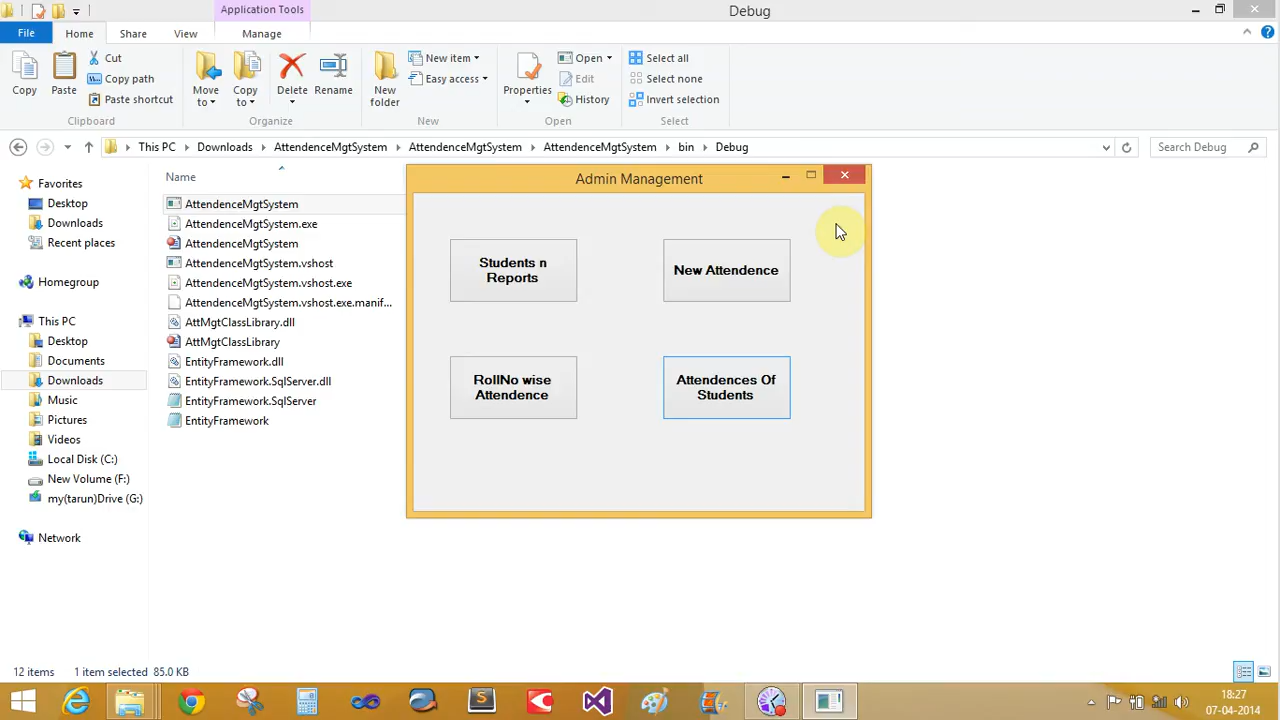 Application Tools
Debug
File
Home
Share
View
Manage
Copy
Paste
Cut
Copy path
Paste shortcut
Clipboard
Move to
Copy to
Delete
Rename
Organize
New folder
New item
Easy access
New
Properties
Open
Edit
History
Open
Select all
Select none
Invert selection
Select
This PC
Downloads
AttendenceMgtSystem
AttendenceMgtSystem
AttendenceMgtSystem
bin
Debug
Search Debug
Favorites
Desktop
Downloads
Recent places
Homegroup
This PC
Desktop
Documents
Downloads
Music
Pictures
Videos
Local Disk (C:)
New Volume (F:)
my(tarun)Drive (G:)
Network
Name
AttendenceMgtSystem
AttendenceMgtSystem.exe
AttendenceMgtSystem
AttendenceMgtSystem.vshost
AttendenceMgtSystem.vshost.exe
AttendenceMgtSystem.vshost.exe.manif...
AttMgtClassLibrary.dll
AttMgtClassLibrary
EntityFramework.dll
EntityFramework.SqlServer.dll
EntityFramework.SqlServer
EntityFramework
Admin Management
Students n
Reports
New Attendence
RollNo wise
Attendence
Attendences Of
Students
12 items
1 item selected 85.0 KB
18:27
07-04-2014